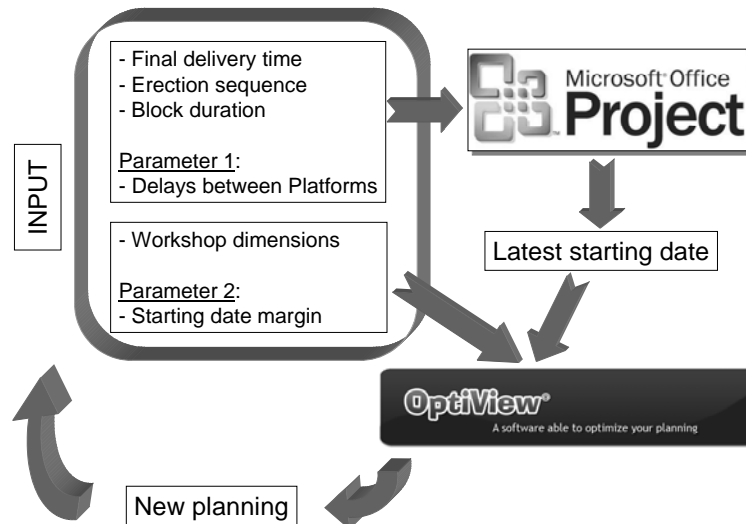 INPUT
- Final delivery time
- Erection sequence
- Block duration
Parameter 1:
- Delays between Platforms
- Workshop dimensions
Parameter 2:
- Starting date margin
Microsoft Office
Project
Latest starting date
OptiView®
A software able to optimize your planning
New planning